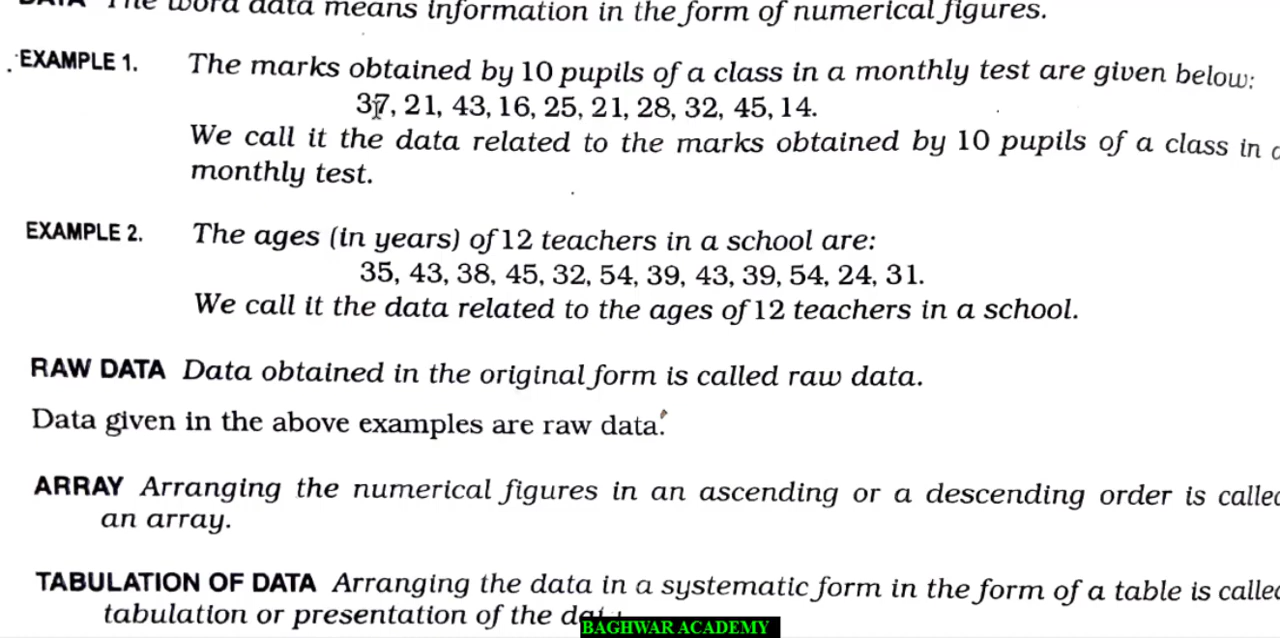 DATA The word data means information in the form of numerical figures.
EXAMPLE 1. The marks obtained by 10 pupils of a class in a monthly test are given below:
37, 21, 43, 16, 25, 21, 28, 32, 45, 14.
We call it the data related to the marks obtained by 10 pupils of a class in a
monthly test.
EXAMPLE 2. The ages (in years) of 12 teachers in a school are:
35, 43, 38, 45, 32, 54, 39, 43, 39, 54, 24, 31.
We call it the data related to the ages of 12 teachers in a school.
RAW DATA Data obtained in the original form is called raw data.
Data given in the above examples are raw data.
ARRAY Arranging the numerical figures in an ascending or a descending order is called
an array.
TABULATION OF DATA Arranging the data in a systematic form in the form of a table is called
tabulation or presentation of the data.
BAGHWAR ACADEMY